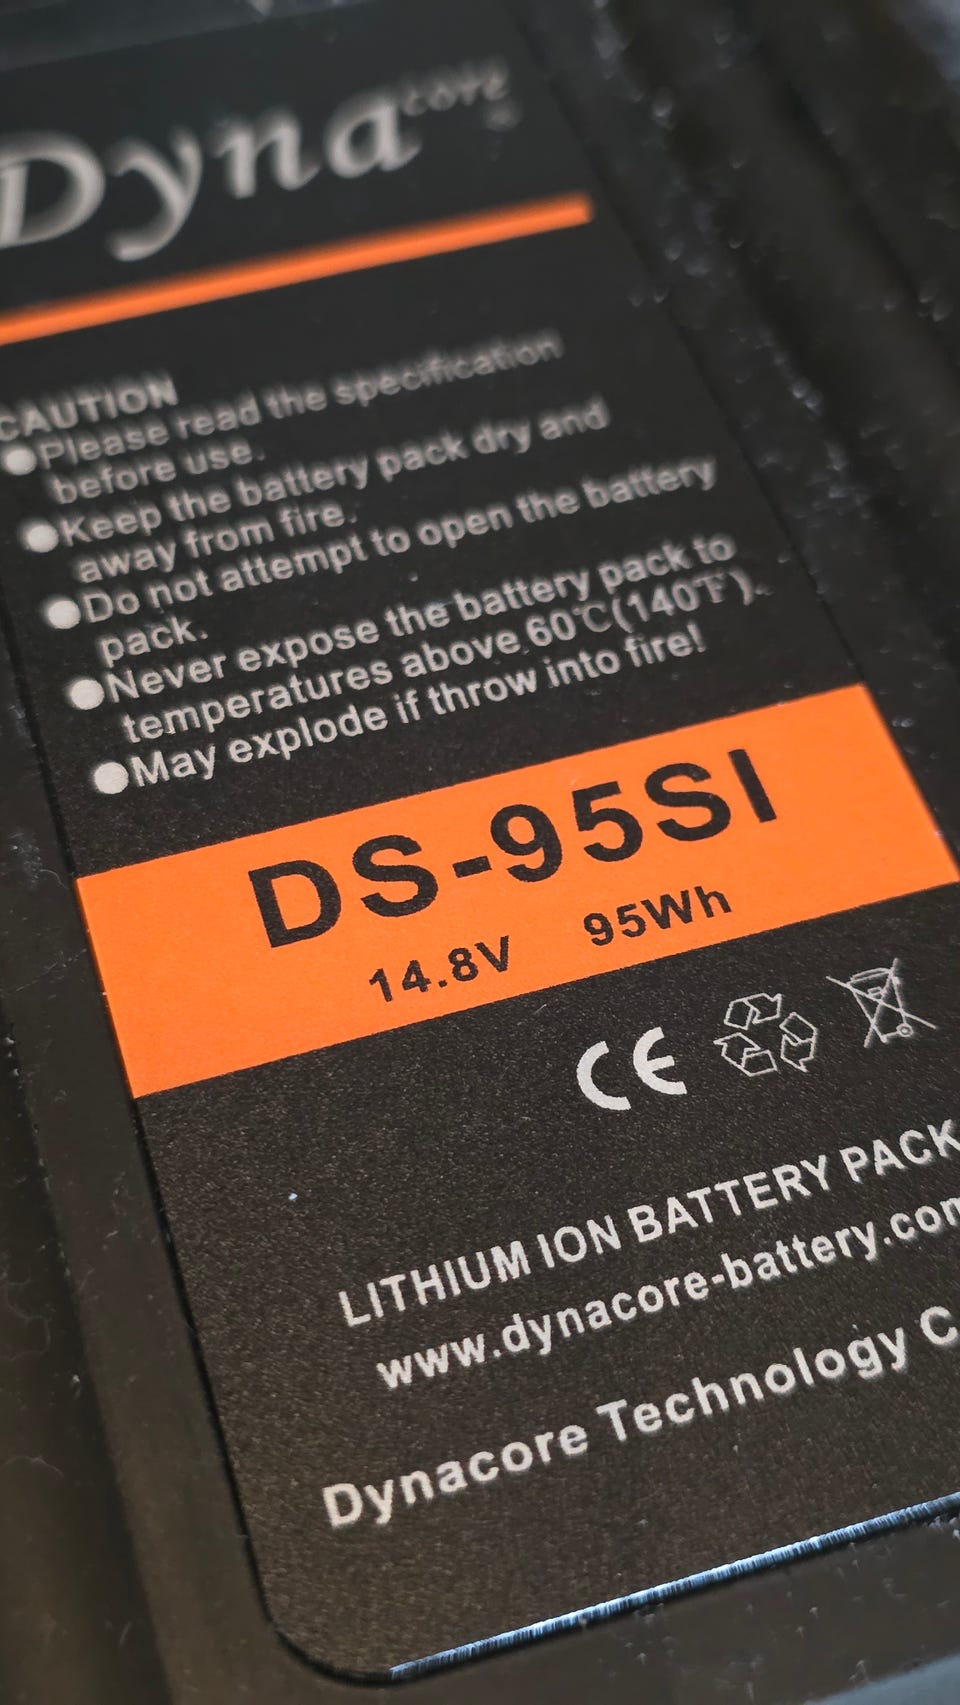 Dynacore
CAUTION
●Please read the specification
before use.
●Keep the battery pack dry and
away from fire.
●Do not attempt to open the battery
pack.
●Never expose the battery pack to
temperatures above 60℃(140℉).
●May explode if throw into fire!
DS-95SI
14.8V 95Wh
CE
LITHIUM ION BATTERY PACK
www.dynacore-battery.com
Dynacore Technology C